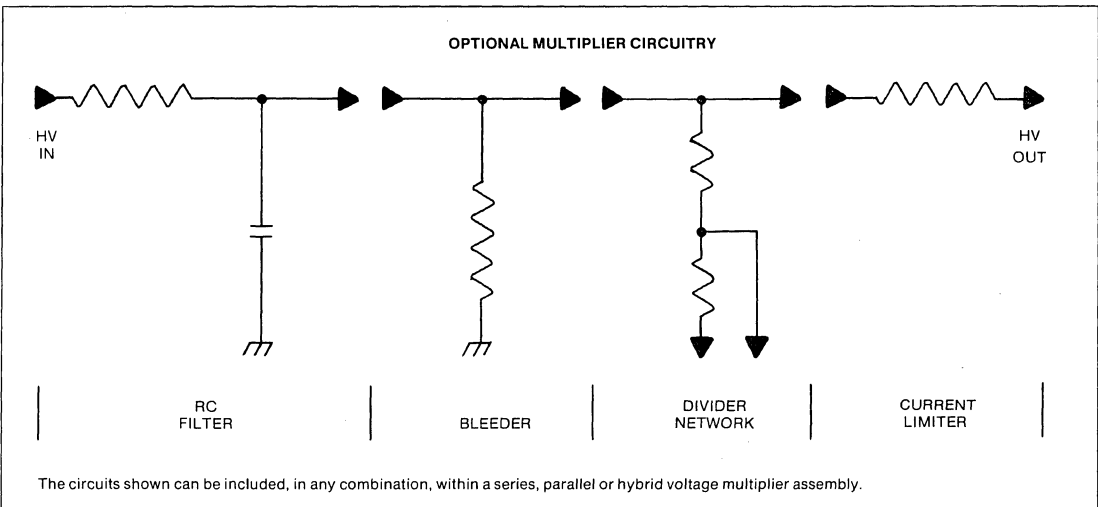 OPTIONAL MULTIPLIER CIRCUITRY
HV
IN
HV
OUT
RC
FILTER
BLEEDER
DIVIDER
NETWORK
CURRENT
LIMITER
The circuits shown can be included, in any combination, within a series, parallel or hybrid voltage multiplier assembly.